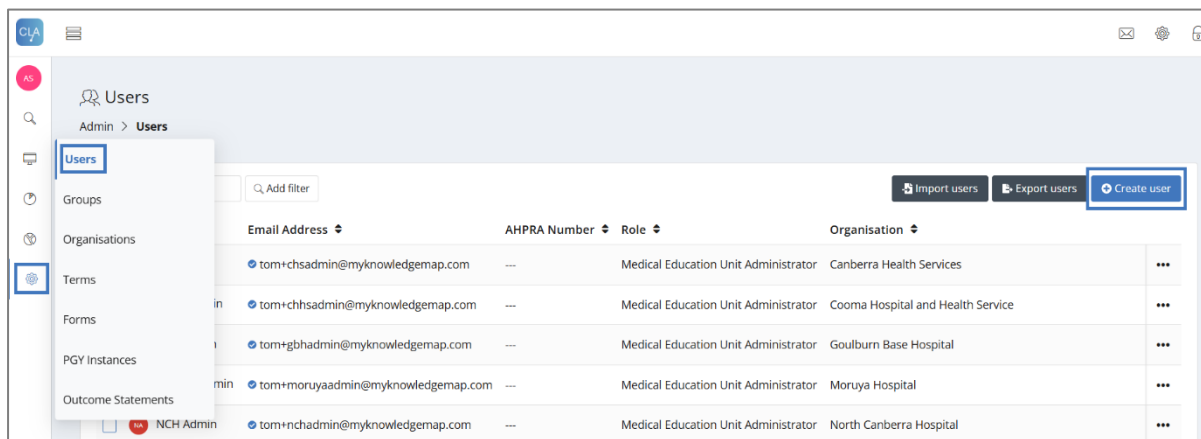 CLA
AS
Users
Admin > Users
Users
Groups
Organisations
Terms
Forms
PGY Instances
Outcome Statements
Add filter
Import users
Export users
Create user
Email Address AHPRA Number Role Organisation
tom+chsadmin@myknowledgemap.com --- Medical Education Unit Administrator Canberra Health Services •••
in tom+chhsadmin@myknowledgemap.com --- Medical Education Unit Administrator Cooma Hospital and Health Service •••
tom+gbhadmin@myknowledgemap.com --- Medical Education Unit Administrator Goulburn Base Hospital •••
min tom+moruyaadmin@myknowledgemap.com --- Medical Education Unit Administrator Moruya Hospital •••
NA NCH Admin tom+nchadmin@myknowledgemap.com --- Medical Education Unit Administrator North Canberra Hospital •••